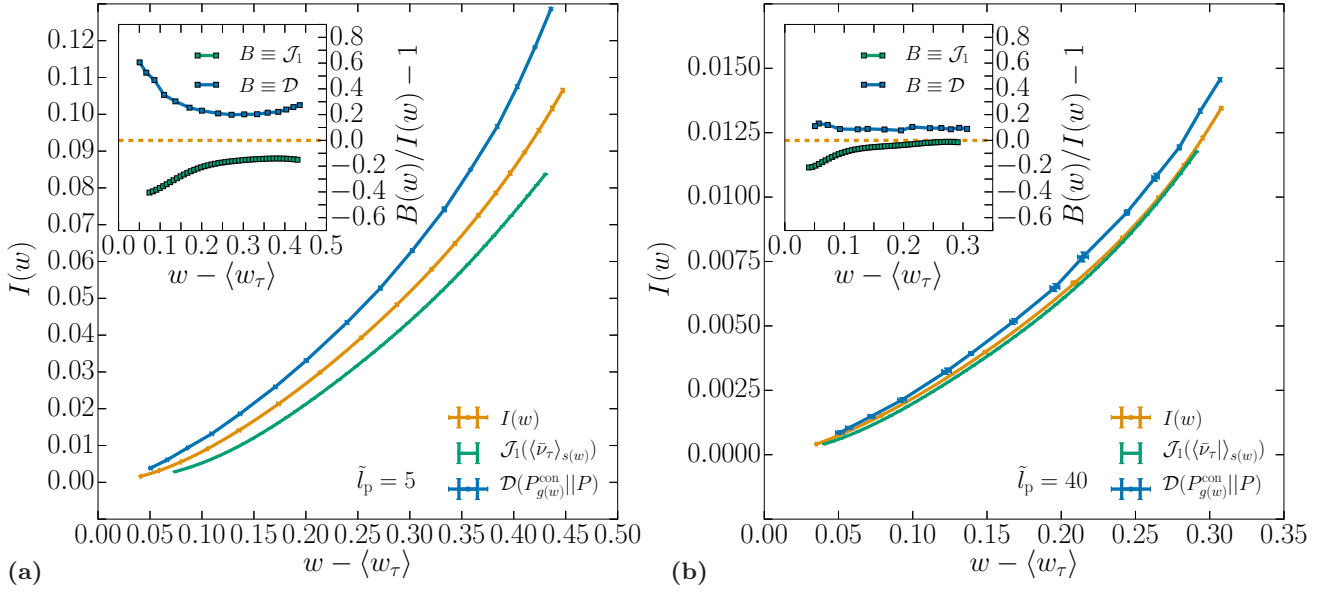 0.12
0.11
0.10
0.09
0.08
0.07
0.06
0.05
0.04
0.03
0.02
0.01
0.00
I(w)
B ≡ 𝒥₁
B ≡ 𝒟
0.8
0.6
0.4
0.2
0.0
−0.2
−0.4
−0.6
B(w)/I(w) − 1
0.0 0.1 0.2 0.3 0.4 0.5
w − ⟨w_τ⟩
l̃_p = 5
I(w)
𝒥₁(⟨ν̄_τ⟩_{s(w)})
𝒟(P^{con}_{g(w)}||P)
0.00 0.05 0.10 0.15 0.20 0.25 0.30 0.35 0.40 0.45 0.50
w − ⟨w_τ⟩
(a)
0.0175
0.0150
0.0125
0.0100
0.0075
0.0050
0.0025
0.0000
I(w)
B ≡ 𝒥₁
B ≡ 𝒟
0.8
0.6
0.4
0.2
0.0
−0.2
−0.4
−0.6
B(w)/I(w) − 1
0.0 0.1 0.2 0.3
w − ⟨w_τ⟩
l̃_p = 40
I(w)
𝒥₁(⟨ν̄_τ|⟩_{s(w)})
𝒟(P^{con}_{g(w)}||P)
0.00 0.05 0.10 0.15 0.20 0.25 0.30 0.35
w − ⟨w_τ⟩
(b)